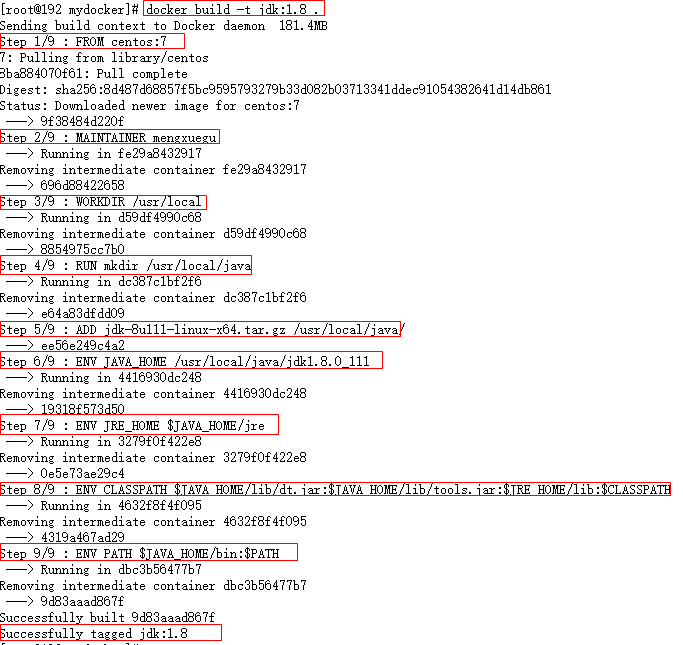 [root@192 mydocker]# docker build -t jdk:1.8 .
Sending build context to Docker daemon  181.4MB
Step 1/9 : FROM centos:7
7: Pulling from library/centos
8ba884070f61: Pull complete
Digest: sha256:8d487d68857f5bc9595793279b33d082b03713341ddec91054382641d14db861
Status: Downloaded newer image for centos:7
 ---> 9f38484d220f
Step 2/9 : MAINTAINER mengxuegu
 ---> Running in fe29a8432917
Removing intermediate container fe29a8432917
 ---> 696d88422658
Step 3/9 : WORKDIR /usr/local
 ---> Running in d59df4990c68
Removing intermediate container d59df4990c68
 ---> 8854975cc7b0
Step 4/9 : RUN mkdir /usr/local/java
 ---> Running in dc387c1bf2f6
Removing intermediate container dc387c1bf2f6
 ---> e64a83dfdd09
Step 5/9 : ADD jdk-8u111-linux-x64.tar.gz /usr/local/java/
 ---> ee56e249c4a2
Step 6/9 : ENV JAVA_HOME /usr/local/java/jdk1.8.0_111
 ---> Running in 4416930dc248
Removing intermediate container 4416930dc248
 ---> 19318f573d50
Step 7/9 : ENV JRE_HOME $JAVA_HOME/jre
 ---> Running in 3279f0f422e8
Removing intermediate container 3279f0f422e8
 ---> 0e5e73ae29c4
Step 8/9 : ENV CLASSPATH $JAVA_HOME/lib/dt.jar:$JAVA_HOME/lib/tools.jar:$JRE_HOME/lib:$CLASSPATH
 ---> Running in 4632f8f4f095
Removing intermediate container 4632f8f4f095
 ---> 4319a467ad29
Step 9/9 : ENV PATH $JAVA_HOME/bin:$PATH
 ---> Running in dbc3b56477b7
Removing intermediate container dbc3b56477b7
 ---> 9d83aaad867f
Successfully built 9d83aaad867f
Successfully tagged jdk:1.8